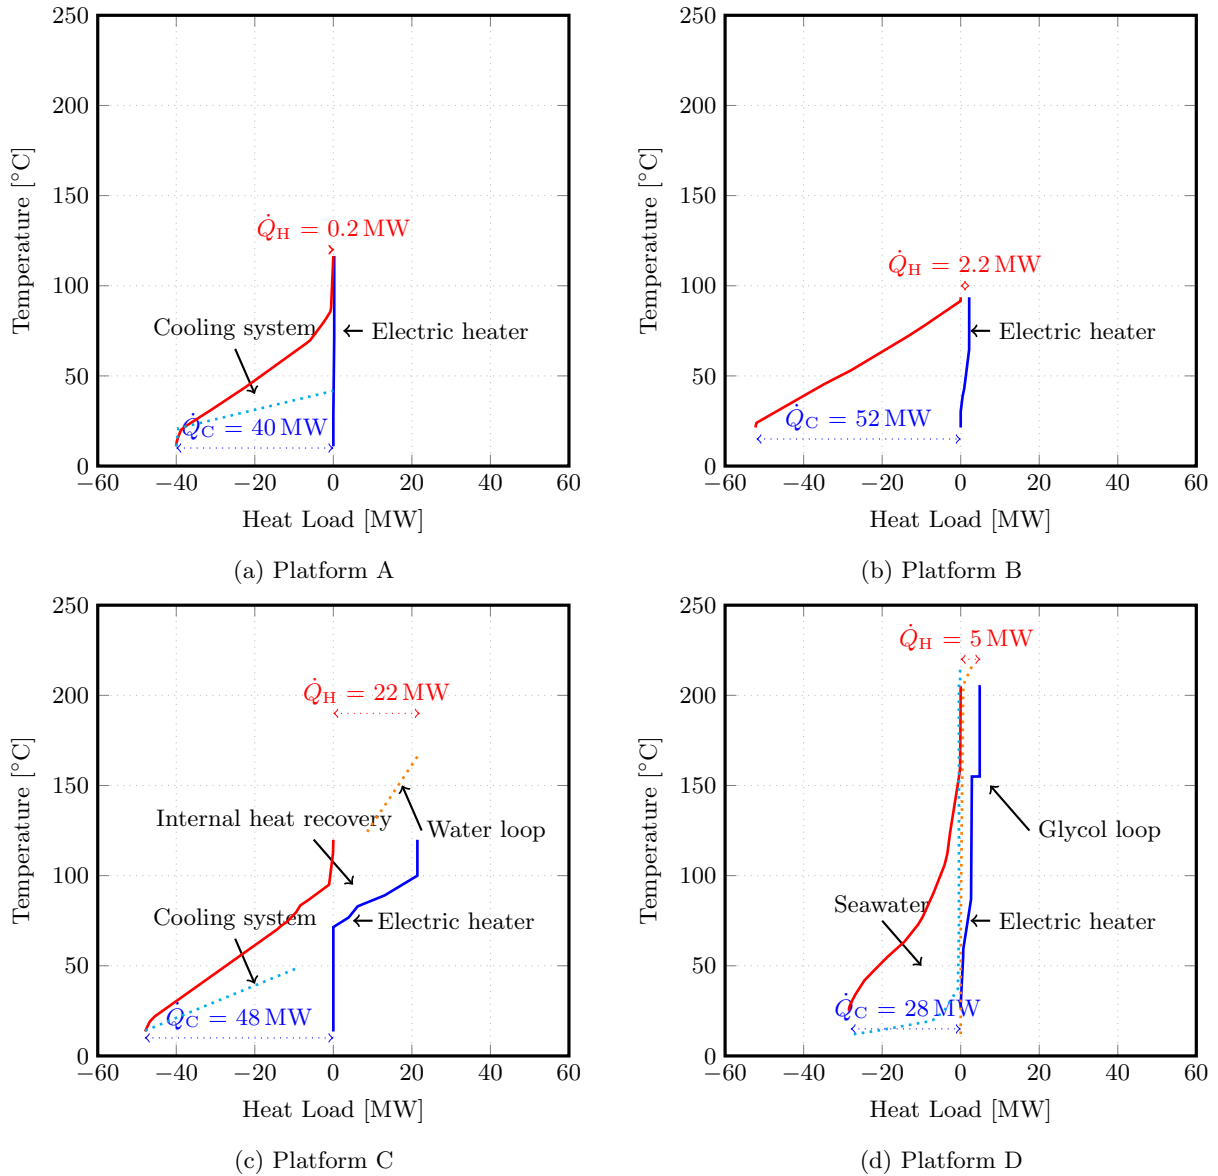 250
200
150
100
50
0
Temperature [°C]
Q̇H = 0.2 MW
Cooling system
Electric heater
Q̇C = 40 MW
−60 −40 −20 0 20 40 60
Heat Load [MW]
(a) Platform A
250
200
150
100
50
0
Temperature [°C]
Q̇H = 2.2 MW
Electric heater
Q̇C = 52 MW
−60 −40 −20 0 20 40 60
Heat Load [MW]
(b) Platform B
250
200
150
100
50
0
Temperature [°C]
Q̇H = 22 MW
Internal heat recovery
Water loop
Cooling system
Electric heater
Q̇C = 48 MW
−60 −40 −20 0 20 40 60
Heat Load [MW]
(c) Platform C
250
200
150
100
50
0
Temperature [°C]
Q̇H = 5 MW
Glycol loop
Seawater
Electric heater
Q̇C = 28 MW
−60 −40 −20 0 20 40 60
Heat Load [MW]
(d) Platform D